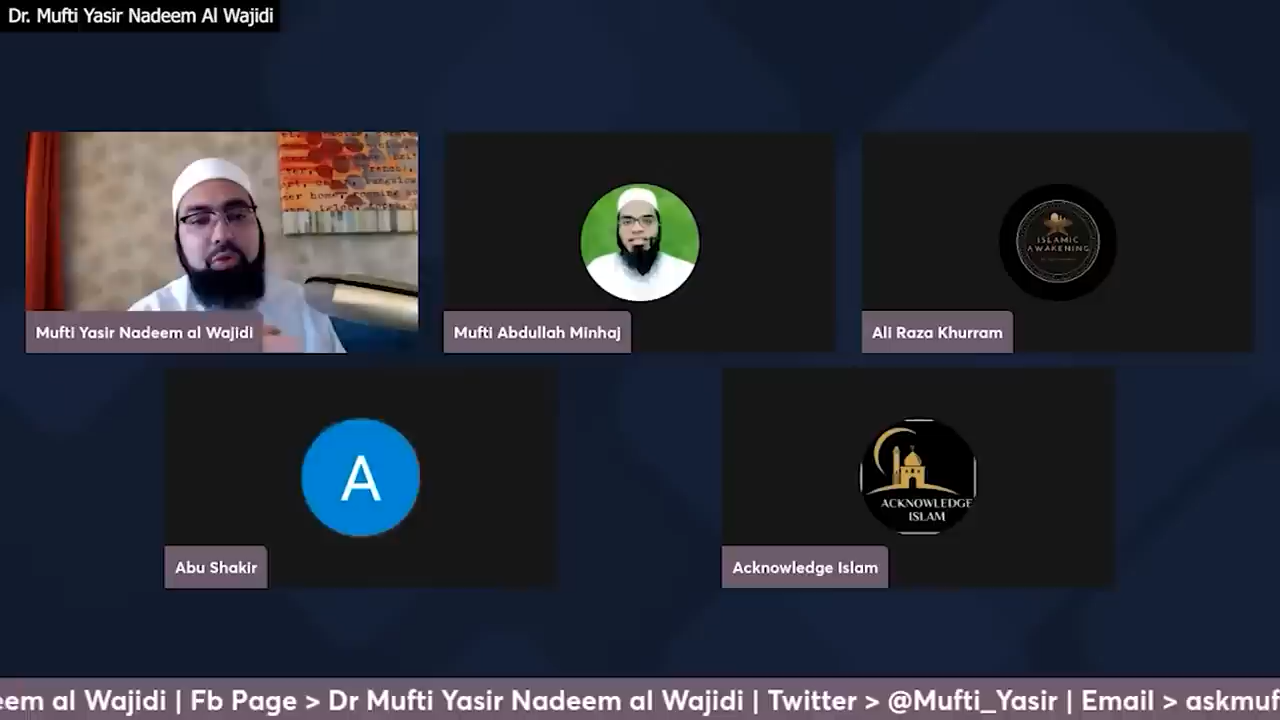 Dr. Mufti Yasir Nadeem Al Wajidi
Mufti Yasir Nadeem al Wajidi
Mufti Abdullah Minhaj
ISLAMIC
AWAKENING
Ali Raza Khurram
A
Abu Shakir
ACKNOWLEDGE
ISLAM
Acknowledge Islam
eem al Wajidi | Fb Page > Dr Mufti Yasir Nadeem al Wajidi | Twitter > @Mufti_Yasir | Email > askmuf